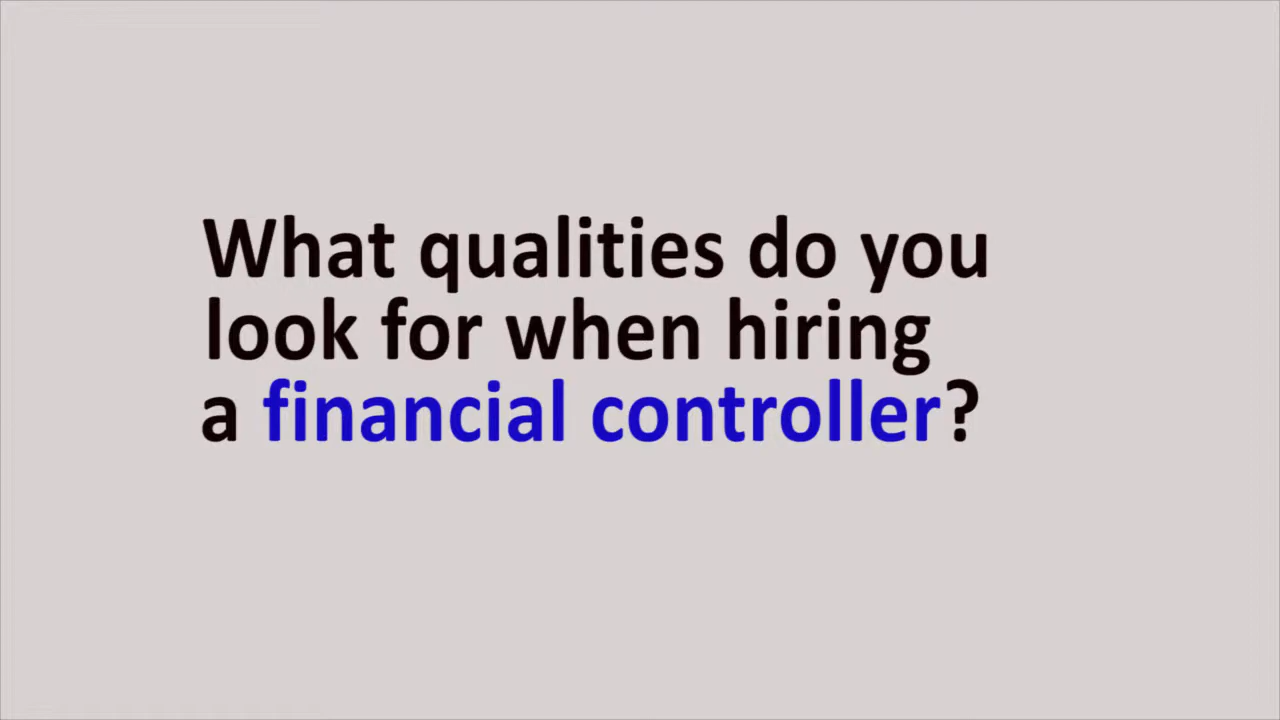 What qualities do you
look for when hiring
a financial controller?